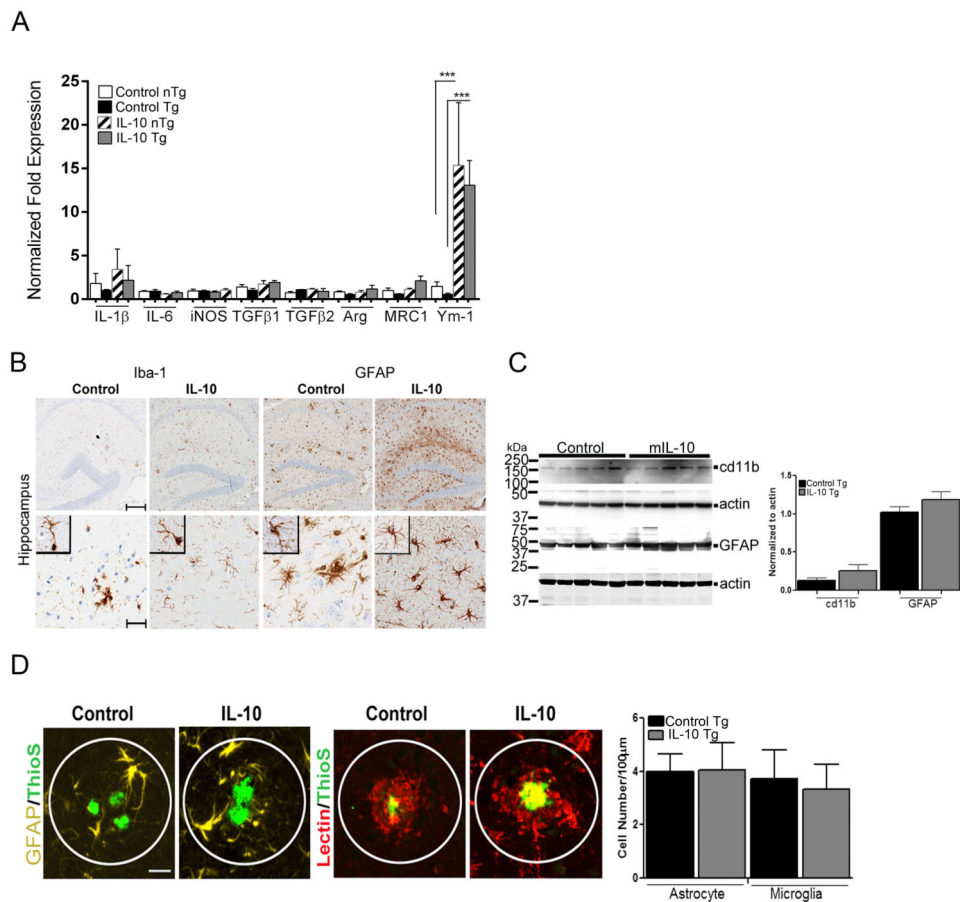 A
Normalized Fold Expression
25
20
15
10
5
0
Control nTg
Control Tg
IL-10 nTg
IL-10 Tg
***
***
IL-1β IL-6 iNOS TGFβ1 TGFβ2 Arg MRC1 Ym-1
B
Iba-1 GFAP
Control IL-10 Control IL-10
Hippocampus
C
kDa Control mIL-10
250
150
100
50
37
75
50
37
25
37
cd11b
actin
GFAP
actin
Normalized to actin
1.5
1.0
0.5
0.0
Control Tg
IL-10 Tg
cd11b GFAP
D
Control IL-10 Control IL-10
GFAP/ThioS
Lectin/ThioS
Cell Number/100μm
6
4
2
0
Control Tg
IL-10 Tg
Astrocyte Microglia